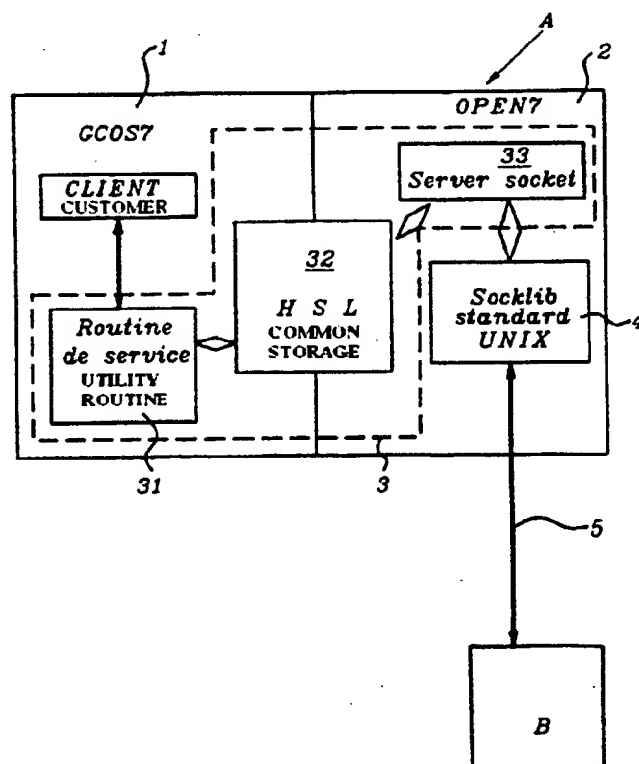 A
1
2
GCOS7
OPEN7
CLIENT
CUSTOMER
33
Server socket
32
H S L
COMMON
STORAGE
Routine
de service
UTILITY
ROUTINE
Socklib
standard
UNIX
4
31
3
5
B